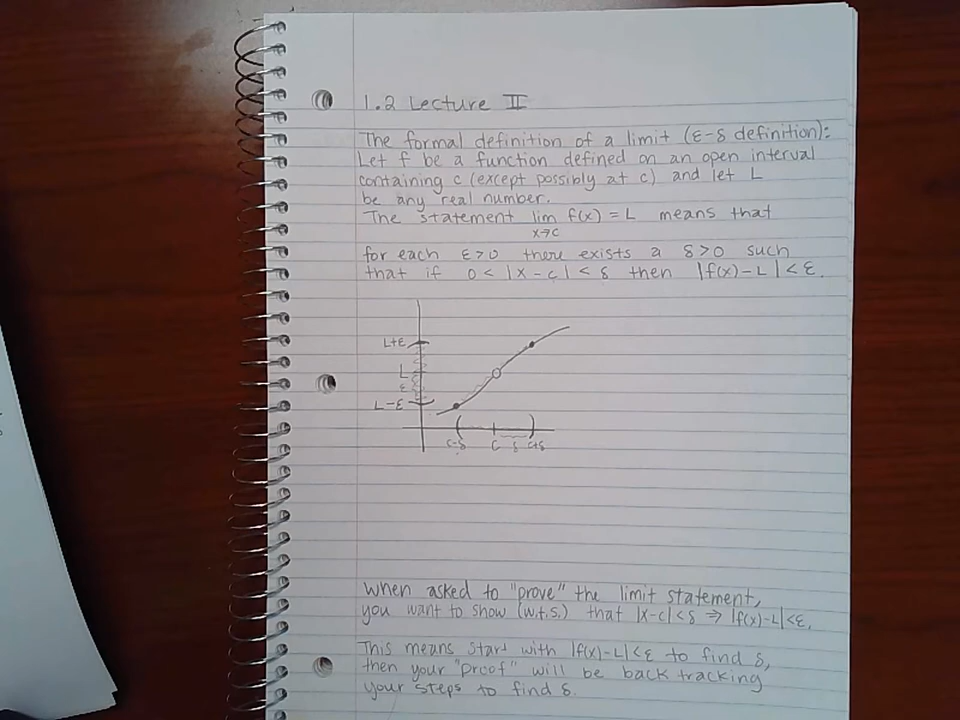 1.2 Lecture II
The formal definition of a limit (ε-δ definition):
Let f be a function defined on an open interval
containing c (except possibly at c) and let L
be any real number.
The statement lim f(x) = L means that
x→c
for each ε>0 there exists a δ>0 such
that if 0 < |x-c| < δ then |f(x)-L| < ε.
L+ε
L
ε
L-ε
c-δ c δ c+δ
When asked to "prove" the limit statement,
you want to show (w.t.s.) that |x-c|<δ ⇒ |f(x)-L|<ε.
This means start with |f(x)-L|<ε to find δ,
then your "proof" will be back tracking
your steps to find δ.